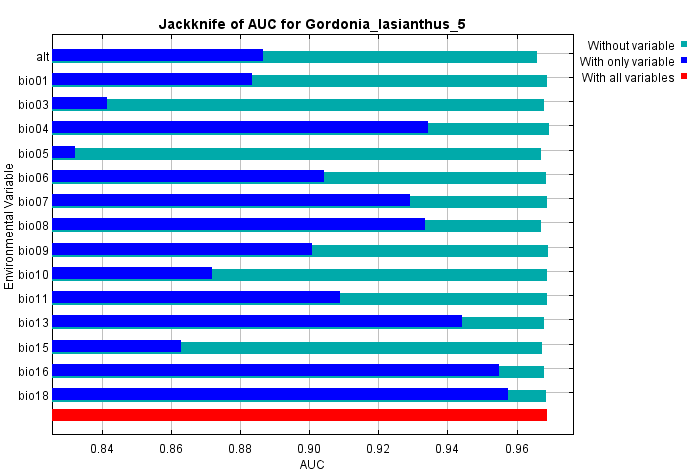 Jackknife of AUC for Gordonia_lasianthus_5
Without variable
With only variable
With all variables
Environmental Variable
alt
bio01
bio03
bio04
bio05
bio06
bio07
bio08
bio09
bio10
bio11
bio13
bio15
bio16
bio18
0.84 0.86 0.88 0.90 0.92 0.94 0.96
AUC